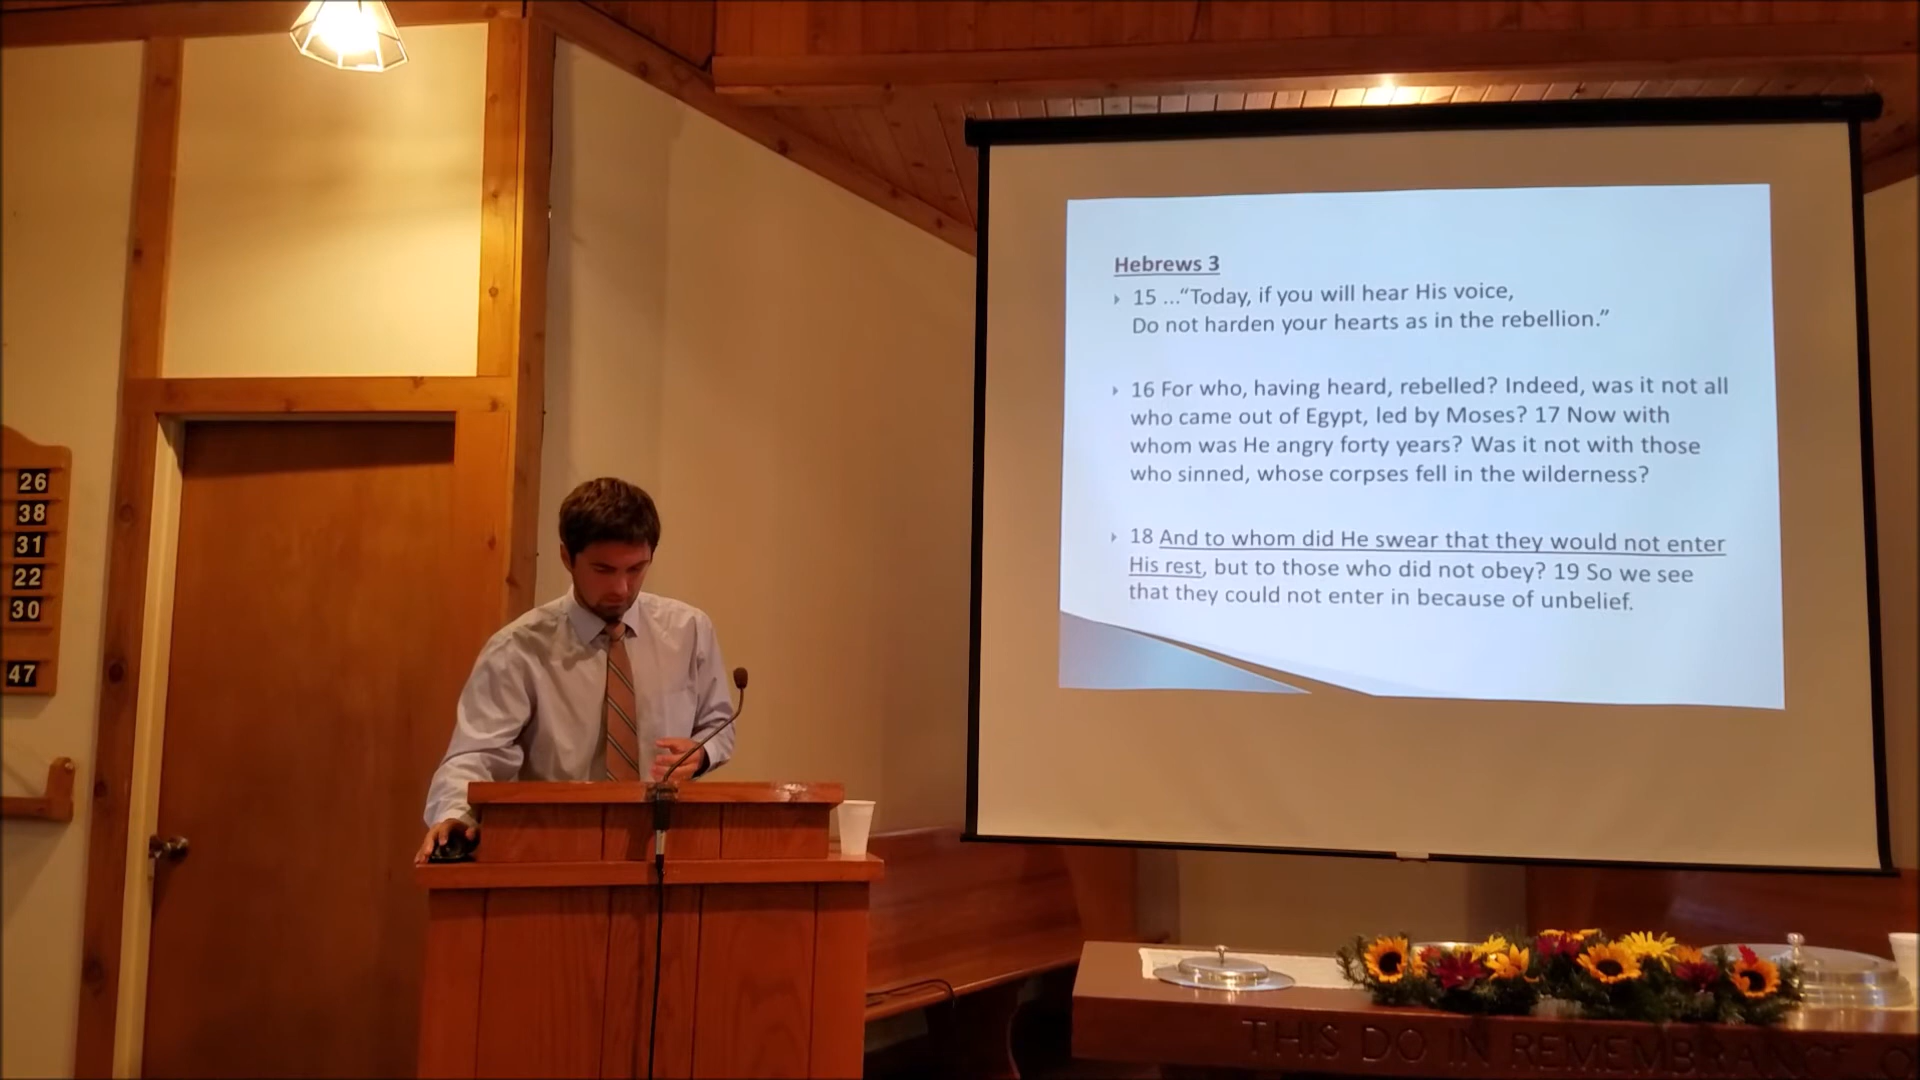 26
38
31
22
30
47
Hebrews 3
15 ...“Today, if you will hear His voice,
Do not harden your hearts as in the rebellion.”
16 For who, having heard, rebelled? Indeed, was it not all
who came out of Egypt, led by Moses? 17 Now with
whom was He angry forty years? Was it not with those
who sinned, whose corpses fell in the wilderness?
18 And to whom did He swear that they would not enter
His rest, but to those who did not obey? 19 So we see
that they could not enter in because of unbelief.
THIS DO IN REMEMBRANCE O